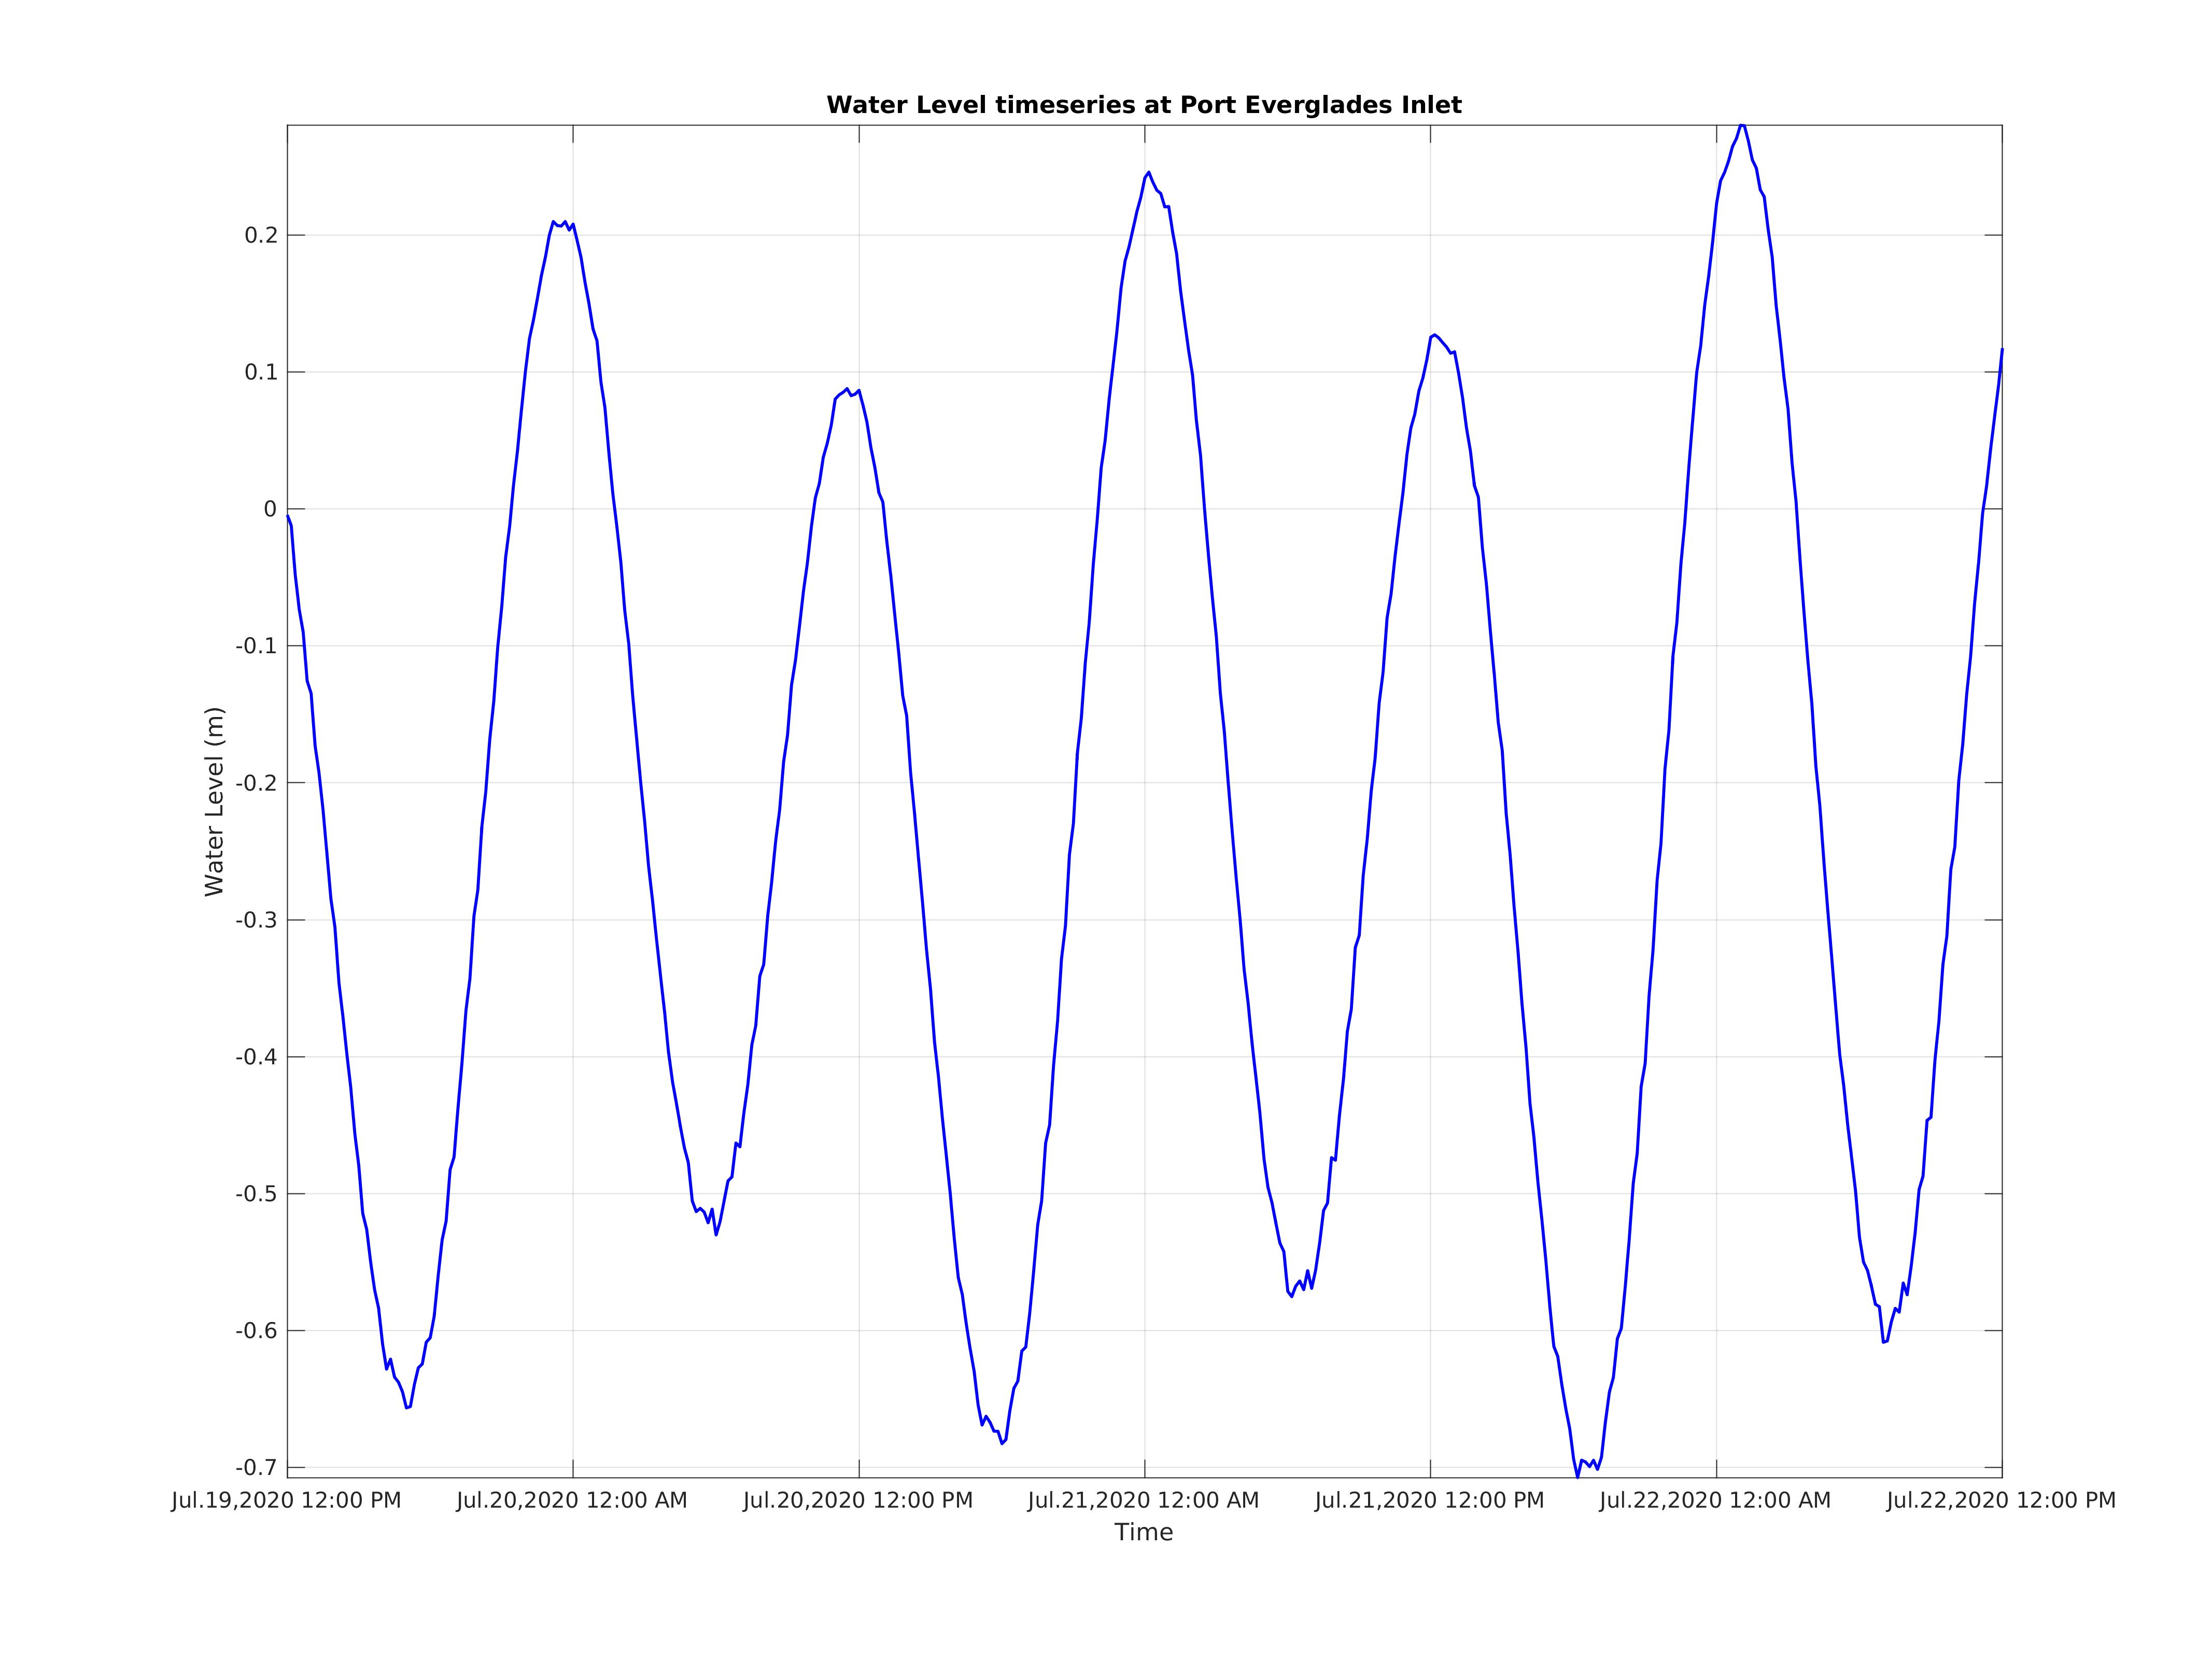 Water Level timeseries at Port Everglades Inlet
0.2
0.1
0
-0.1
-0.2
-0.3
-0.4
-0.5
-0.6
-0.7
Water Level (m)
Jul.19,2020 12:00 PM Jul.20,2020 12:00 AM Jul.20,2020 12:00 PM Jul.21,2020 12:00 AM Jul.21,2020 12:00 PM Jul.22,2020 12:00 AM Jul.22,2020 12:00 PM
Time